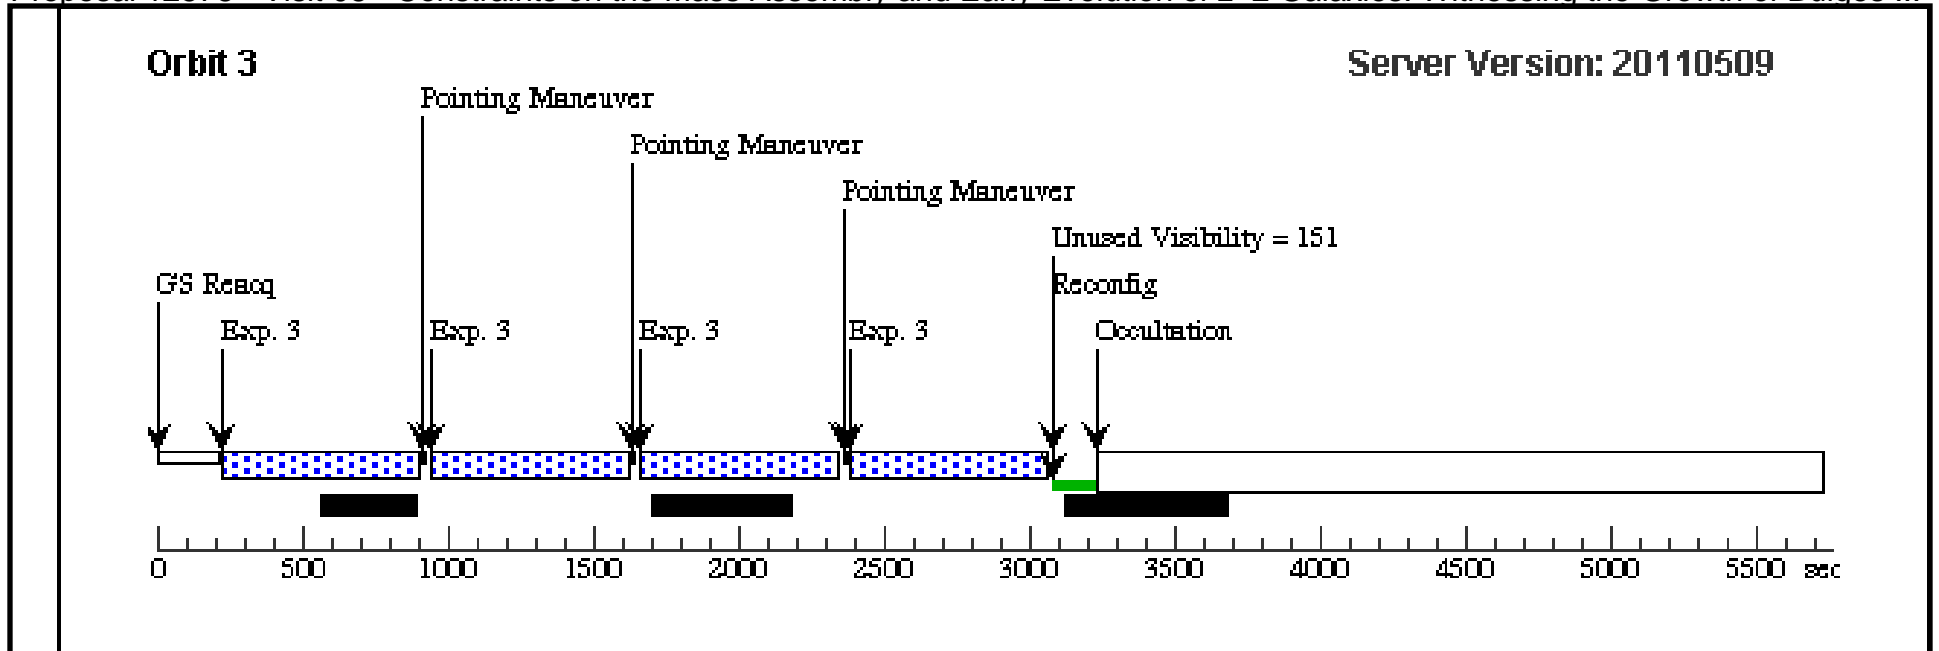 Orbit 3
Server Version: 20110509
Pointing Maneuver
Pointing Maneuver
Pointing Maneuver
Unused Visibility = 151
GS Reacq
Reconfig
Exp. 3
Exp. 3
Exp. 3
Exp. 3
Occultation
0 500 1000 1500 2000 2500 3000 3500 4000 4500 5000 5500 sec